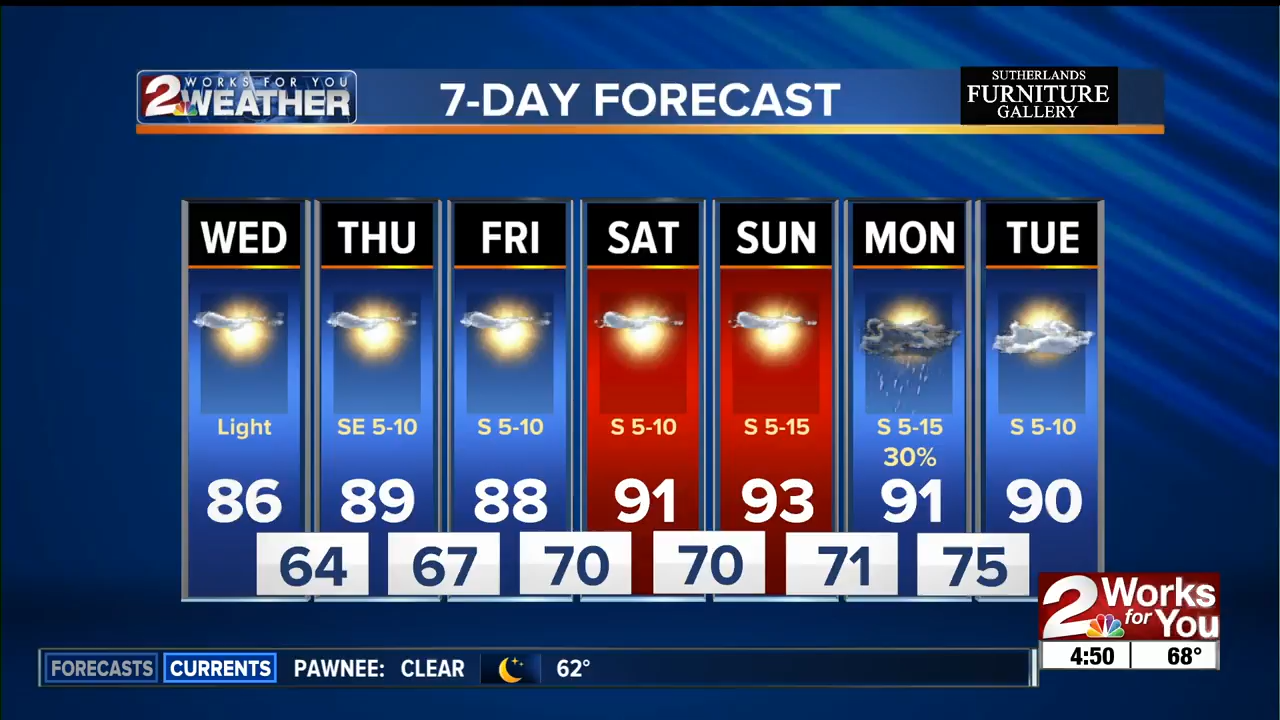 WORKS FOR YOU
2 WEATHER
7-DAY FORECAST
SUTHERLANDS
FURNITURE
GALLERY
WED THU FRI SAT SUN MON TUE
Light SE 5-10 S 5-10 S 5-10 S 5-15 S 5-15 S 5-10
30%
86 89 88 91 93 91 90
64 67 70 70 71 75
2 Works
for You
4:50 68°
FORECASTS CURRENTS PAWNEE: CLEAR 62°